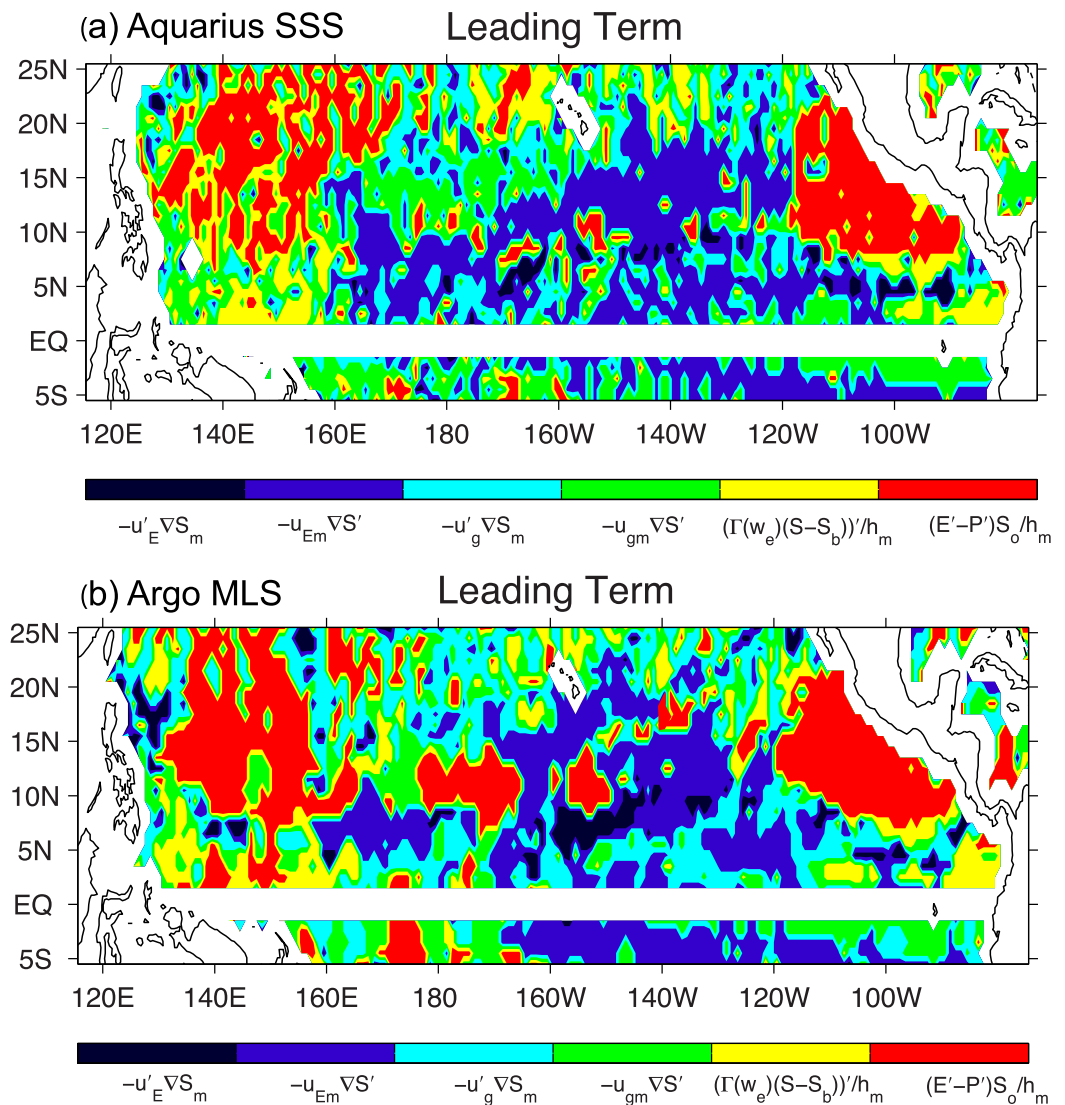 (a) Aquarius SSS Leading Term
25N
20N
15N
10N
5N
EQ
5S
120E 140E 160E 180 160W 140W 120W 100W
−u′E∇Sm −uEm∇S′ −u′g∇Sm −ugm∇S′ (Γ(we)(S−Sb))′/hm (E′−P′)So/hm
(b) Argo MLS Leading Term
25N
20N
15N
10N
5N
EQ
5S
120E 140E 160E 180 160W 140W 120W 100W
−u′E∇Sm −uEm∇S′ −u′g∇Sm −ugm∇S′ (Γ(we)(S−Sb))′/hm (E′−P′)So/hm